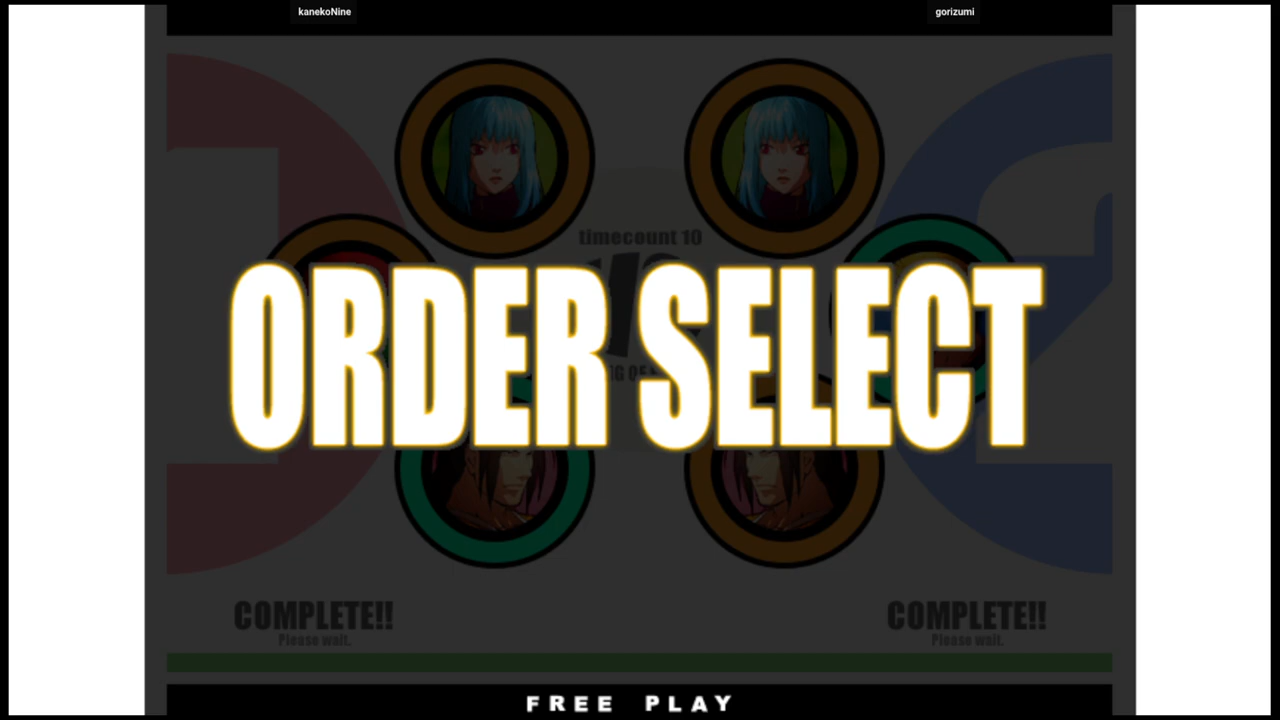 kanekoNine
gorizumi
timecount 10
ORDER SELECT
COMPLETE!!
Please wait.
COMPLETE!!
Please wait.
FREE PLAY